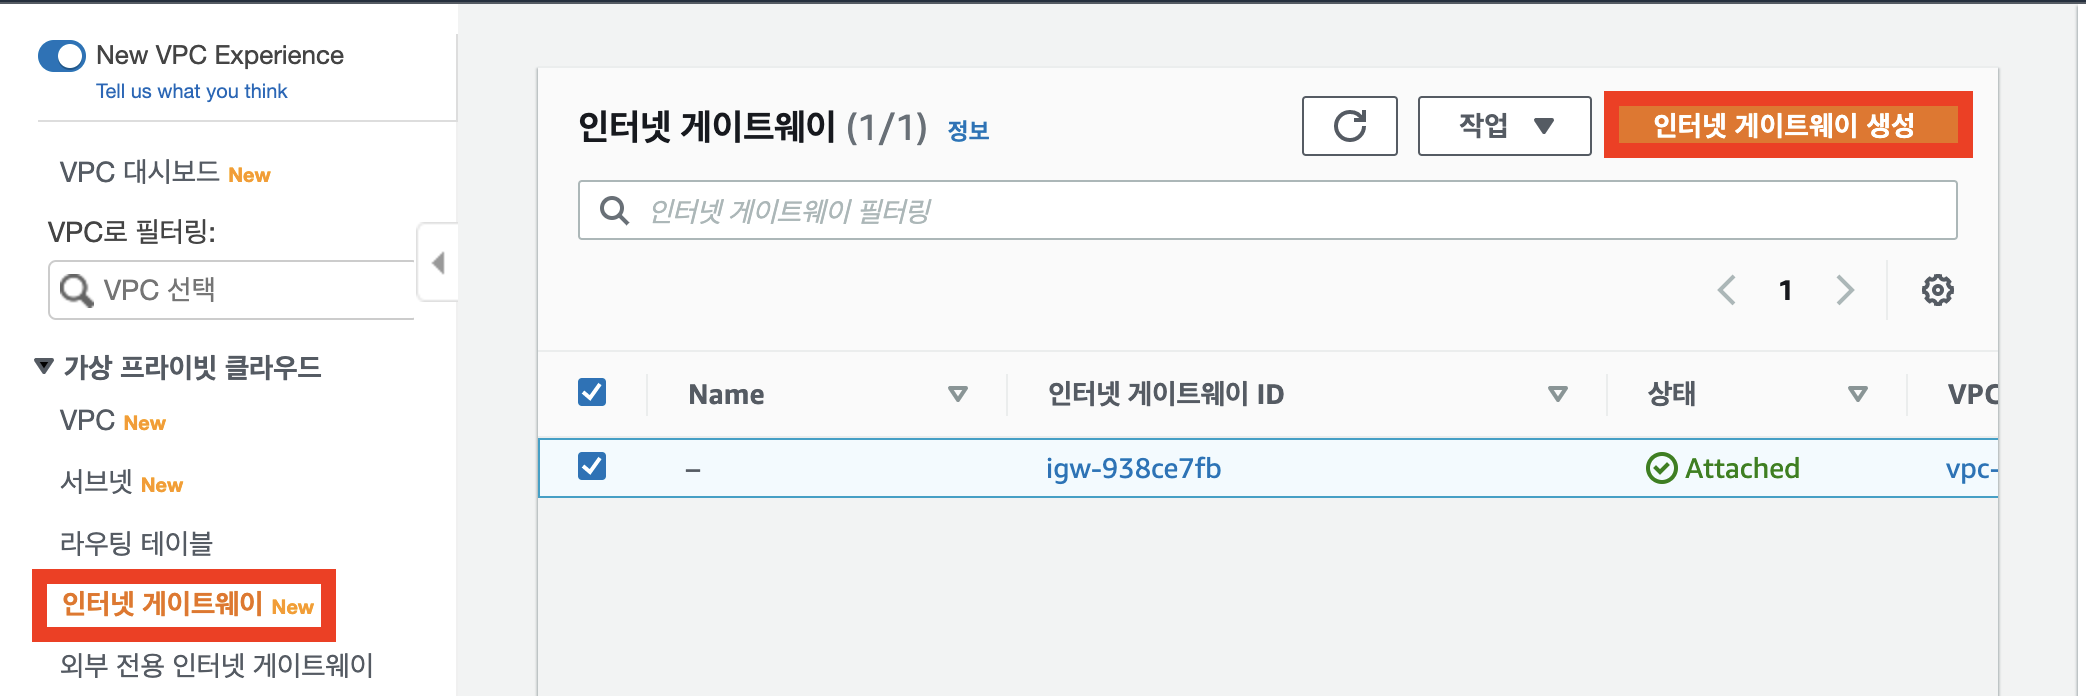 New VPC Experience
Tell us what you think
VPC 대시보드 New
VPC로 필터링:
VPC 선택
가상 프라이빗 클라우드
VPC New
서브넷 New
라우팅 테이블
인터넷 게이트웨이 New
외부 전용 인터넷 게이트웨이
인터넷 게이트웨이 (1/1) 정보
작업
인터넷 게이트웨이 생성
인터넷 게이트웨이 필터링
1
Name 인터넷 게이트웨이 ID 상태 VPC
– igw-938ce7fb Attached vpc-